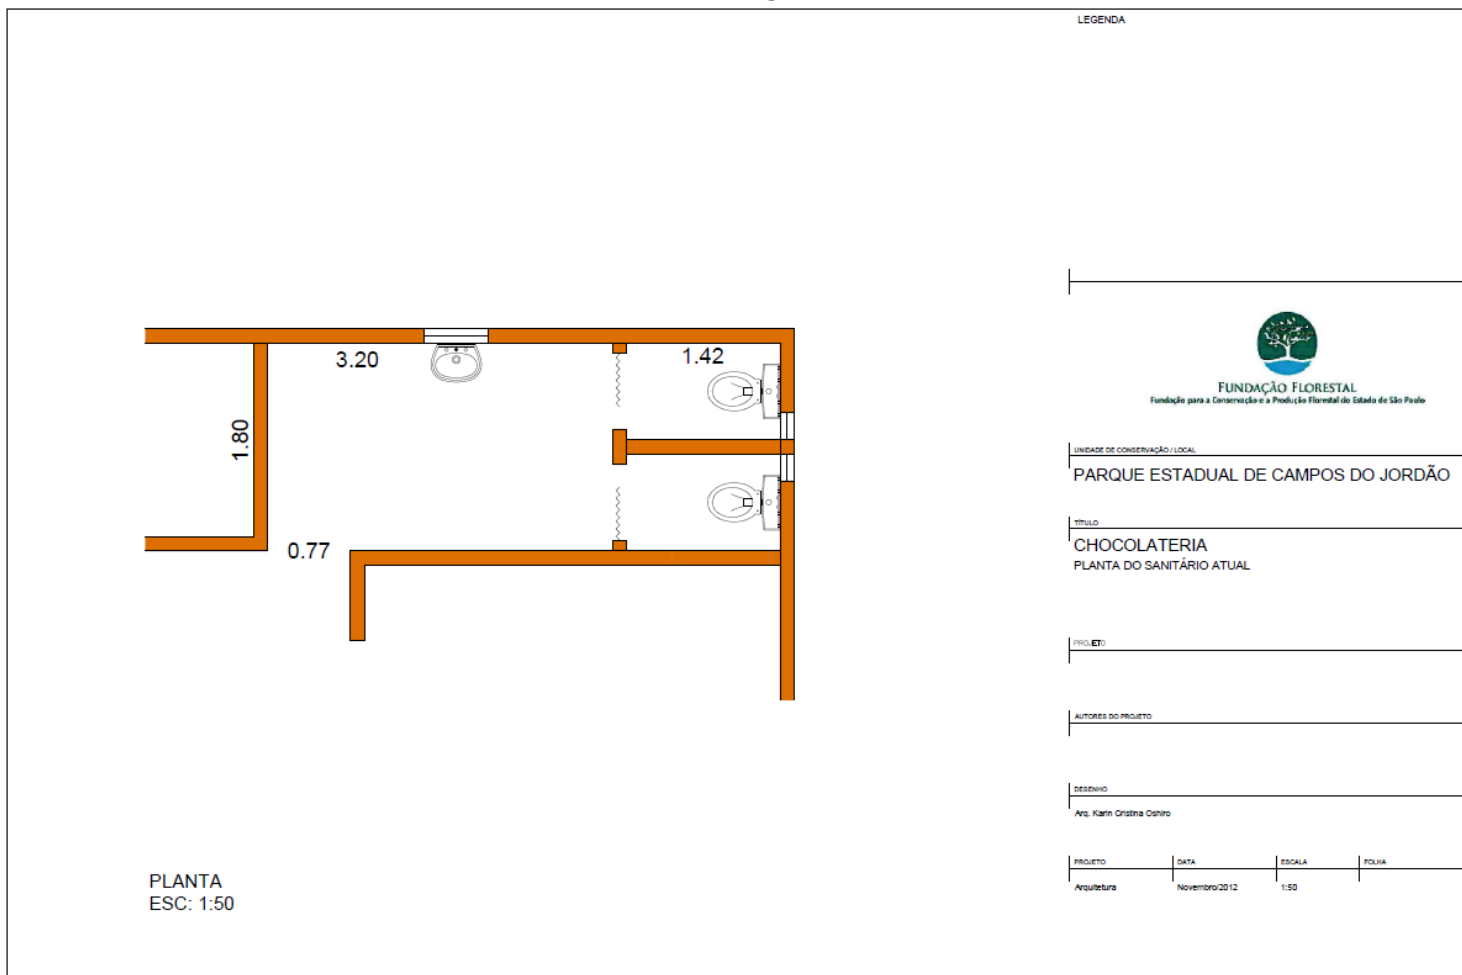 LEGENDA
3.20
1.42
1.80
0.77
PLANTA
ESC: 1:50
FUNDAÇÃO FLORESTAL
Fundação para a Conservação e a Produção Florestal do Estado de São Paulo
UNIDADE DE CONSERVAÇÃO / LOCAL
PARQUE ESTADUAL DE CAMPOS DO JORDÃO
TÍTULO
CHOCOLATERIA
PLANTA DO SANITÁRIO ATUAL
PROJETO
AUTORES DO PROJETO
DESENHO
Arq. Karin Cristina Oshiro
PROJETO DATA ESCALA FOLHA
Arquitetura Novembro/2012 1:50